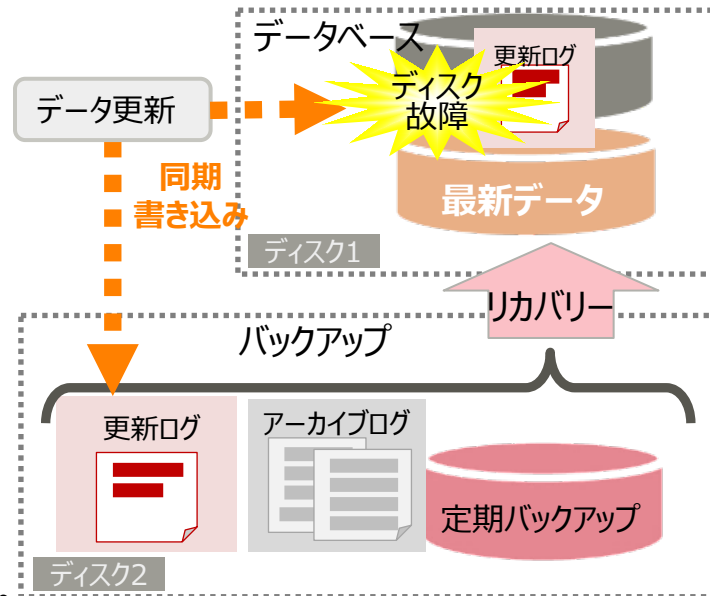 データベース
更新ログ
ディスク
故障
データ更新
同期
書き込み
最新データ
ディスク1
リカバリー
バックアップ
更新ログ
アーカイブログ
定期バックアップ
ディスク2